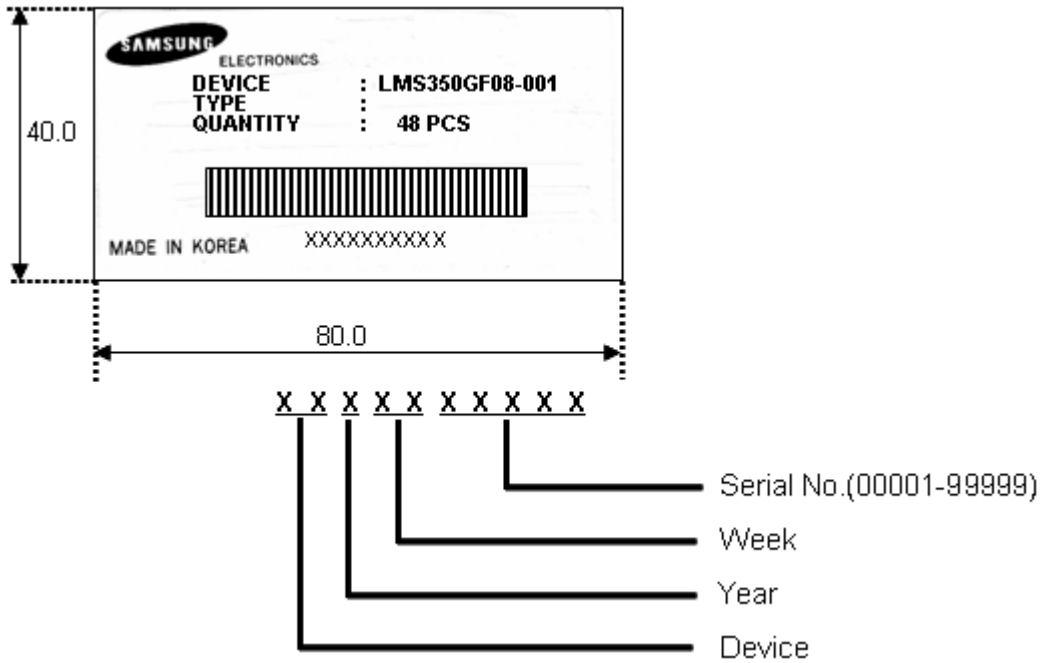 SAMSUNG
ELECTRONICS
DEVICE : LMS350GF08-001
TYPE :
QUANTITY : 48 PCS
MADE IN KOREA XXXXXXXXXX
40.0
80.0
X X X X X X X X X X
Serial No.(00001-99999)
Week
Year
Device